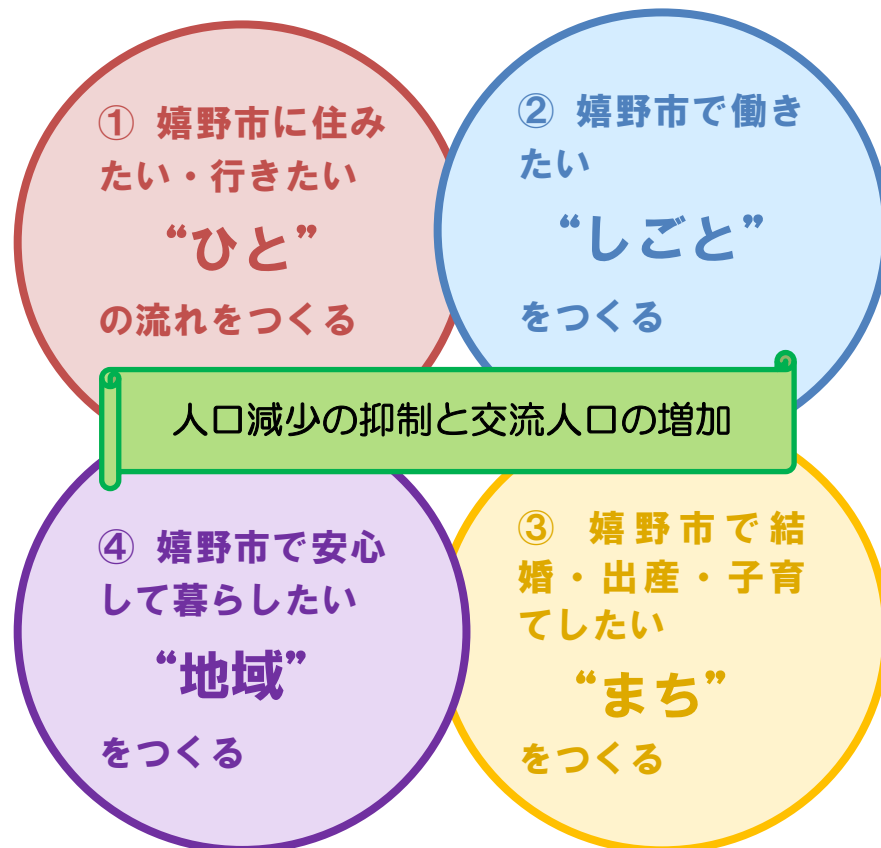 ① 嬉野市に住み
たい・行きたい
“ひと”
の流れをつくる
② 嬉野市で働き
たい
“しごと”
をつくる
人口減少の抑制と交流人口の増加
③ 嬉野市で結
婚・出産・子育
てしたい
“まち”
をつくる
④ 嬉野市で安心
して暮らしたい
“地域”
をつくる